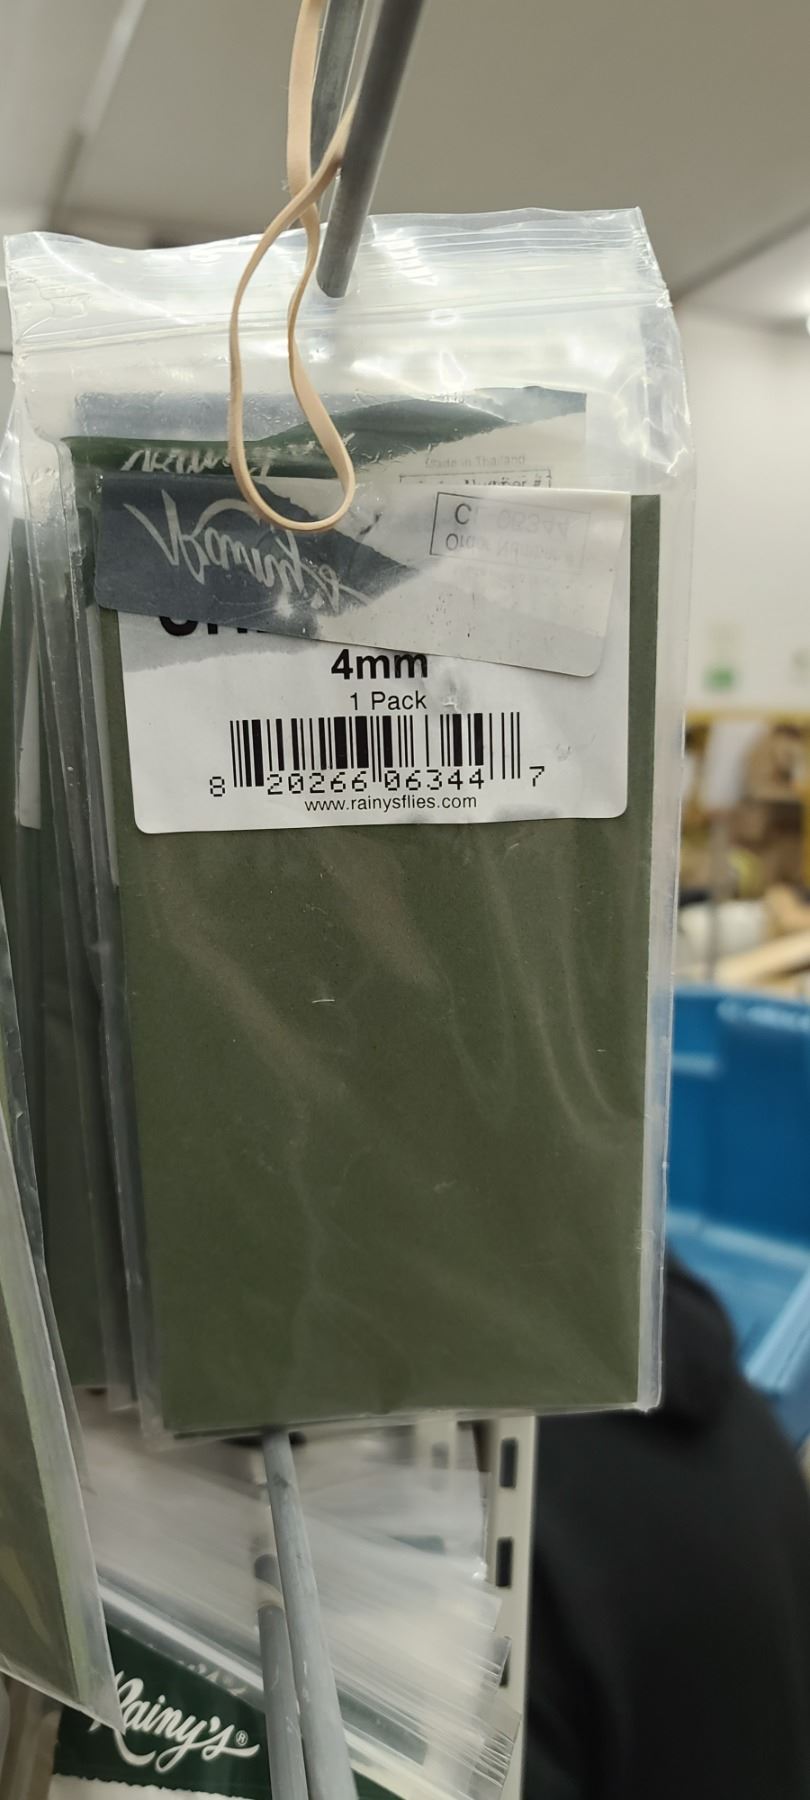 Made in Thailand
4mm
1 Pack
8 20266 06344 7
www.rainysflies.com
Rainy's®